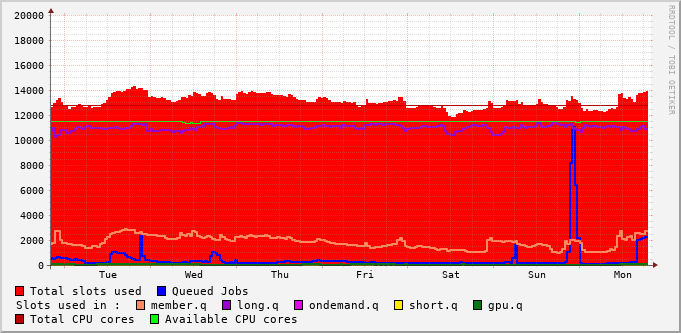 20000
18000
16000
14000
12000
10000
8000
6000
4000
2000
0
Tue Wed Thu Fri Sat Sun Mon
RRDTOOL / TOBI OETIKER
Total slots used Queued Jobs
Slots used in : member.q long.q ondemand.q short.q gpu.q
Total CPU cores Available CPU cores